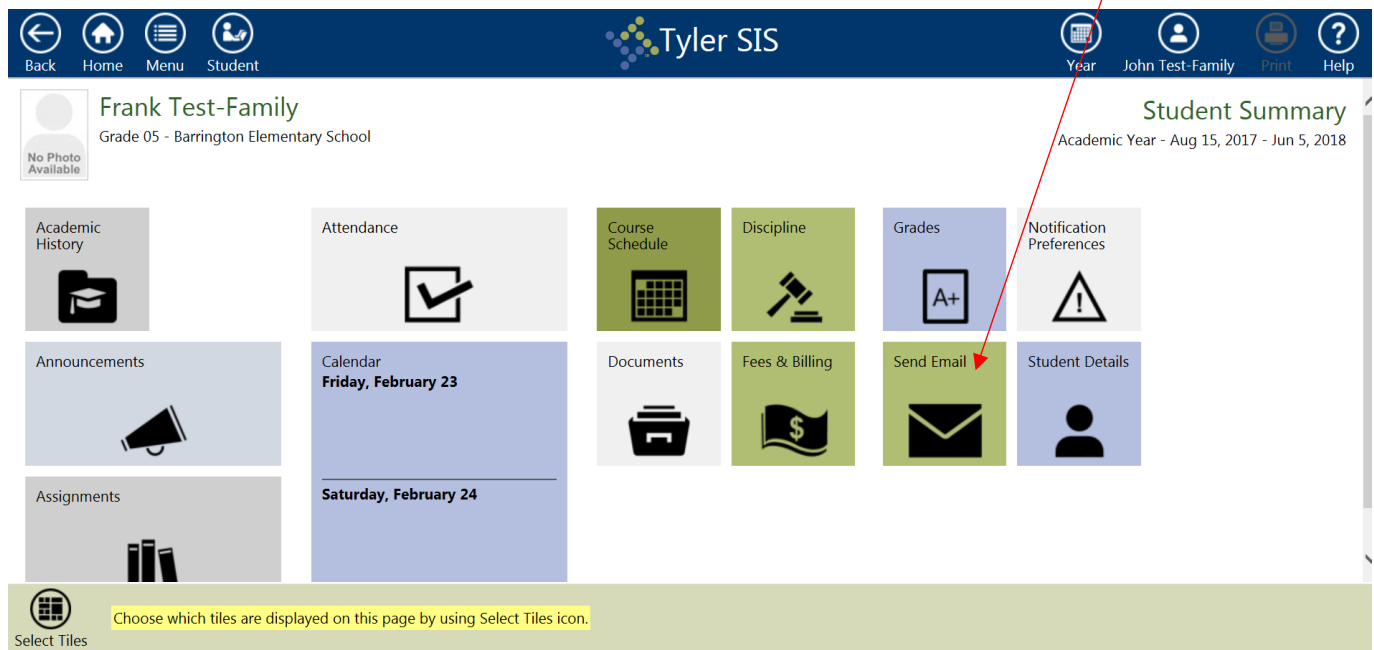 Back
Home
Menu
Student
Tyler SIS
Year
John Test-Family
Print
Help
No Photo
Available
Frank Test-Family
Grade 05 - Barrington Elementary School
Student Summary
Academic Year - Aug 15, 2017 - Jun 5, 2018
Academic
History
Attendance
Course
Schedule
Discipline
Grades
A+
Notification
Preferences
Announcements
Calendar
Friday, February 23
Saturday, February 24
Documents
Fees & Billing
$
Send Email
Student Details
Assignments
Select Tiles
Choose which tiles are displayed on this page by using Select Tiles icon.